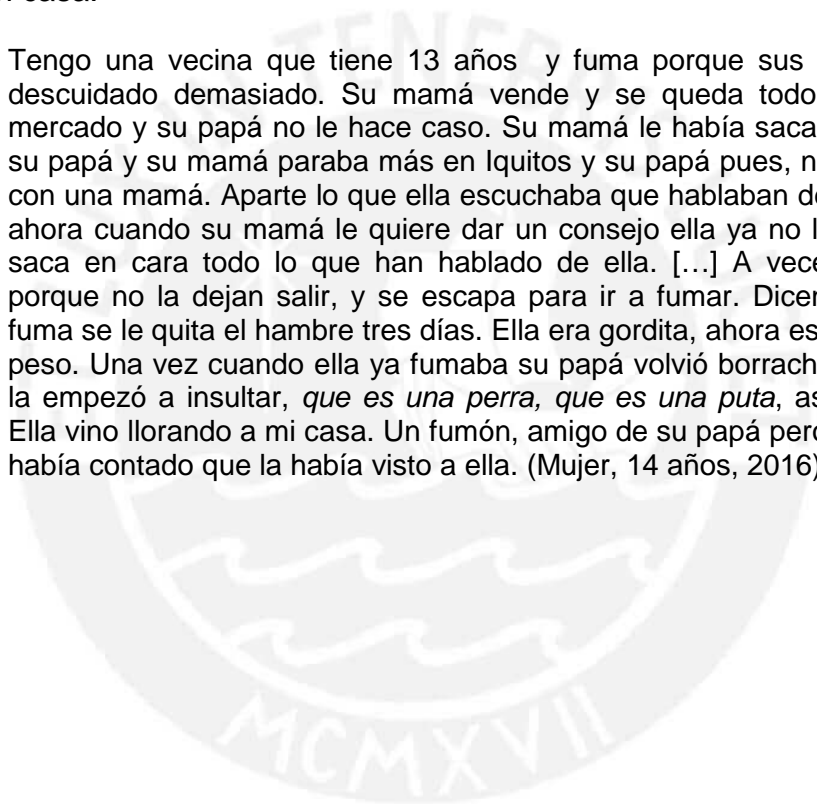 casa.
Tengo una vecina que tiene 13 años y fuma porque sus
descuidado demasiado. Su mamá vende y se queda todo
mercado y su papá no le hace caso. Su mamá le había saca
su papá y su mamá paraba más en Iquitos y su papá pues, n
con una mamá. Aparte lo que ella escuchaba que hablaban de
ahora cuando su mamá le quiere dar un consejo ella ya no l
saca en cara todo lo que han hablado de ella. […] A vece
porque no la dejan salir, y se escapa para ir a fumar. Dicen
fuma se le quita el hambre tres días. Ella era gordita, ahora es
peso. Una vez cuando ella ya fumaba su papá volvió borrach
la empezó a insultar, que es una perra, que es una puta, as
Ella vino llorando a mi casa. Un fumón, amigo de su papá pero
había contado que la había visto a ella. (Mujer, 14 años, 2016)
ET LUX IN TENEBRIS LUCET
MCMXVII